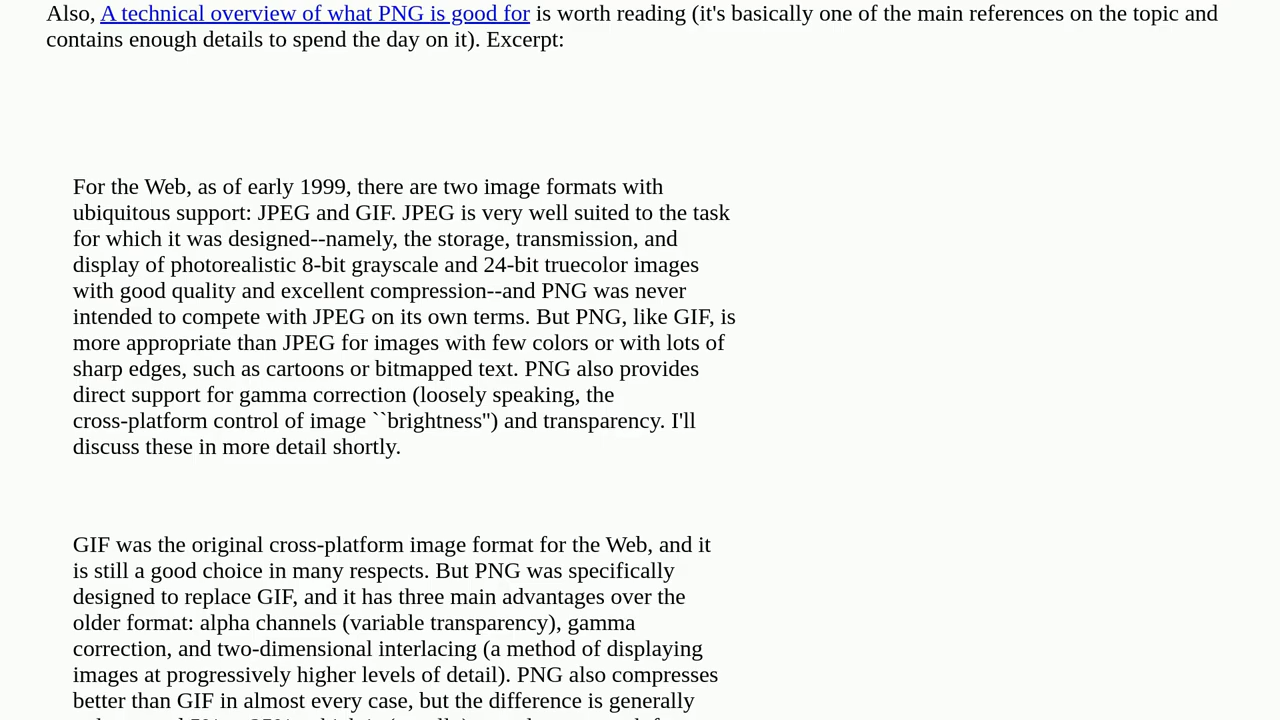 Also, A technical overview of what PNG is good for is worth reading (it's basically one of the main references on the topic and
contains enough details to spend the day on it). Excerpt:
For the Web, as of early 1999, there are two image formats with
ubiquitous support: JPEG and GIF. JPEG is very well suited to the task
for which it was designed--namely, the storage, transmission, and
display of photorealistic 8-bit grayscale and 24-bit truecolor images
with good quality and excellent compression--and PNG was never
intended to compete with JPEG on its own terms. But PNG, like GIF, is
more appropriate than JPEG for images with few colors or with lots of
sharp edges, such as cartoons or bitmapped text. PNG also provides
direct support for gamma correction (loosely speaking, the
cross-platform control of image ``brightness'') and transparency. I'll
discuss these in more detail shortly.
GIF was the original cross-platform image format for the Web, and it
is still a good choice in many respects. But PNG was specifically
designed to replace GIF, and it has three main advantages over the
older format: alpha channels (variable transparency), gamma
correction, and two-dimensional interlacing (a method of displaying
images at progressively higher levels of detail). PNG also compresses
better than GIF in almost every case, but the difference is generally